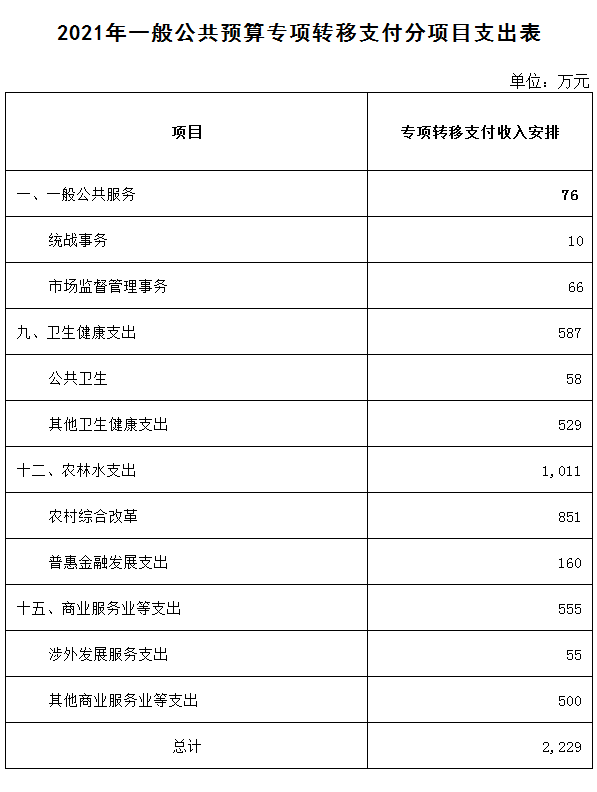 2021年一般公共预算专项转移支付分项目支出表
单位：万元
项目 专项转移支付收入安排
一、一般公共服务 76
统战事务 10
市场监督管理事务 66
九、卫生健康支出 587
公共卫生 58
其他卫生健康支出 529
十二、农林水支出 1,011
农村综合改革 851
普惠金融发展支出 160
十五、商业服务业等支出 555
涉外发展服务支出 55
其他商业服务业等支出 500
总计 2,229